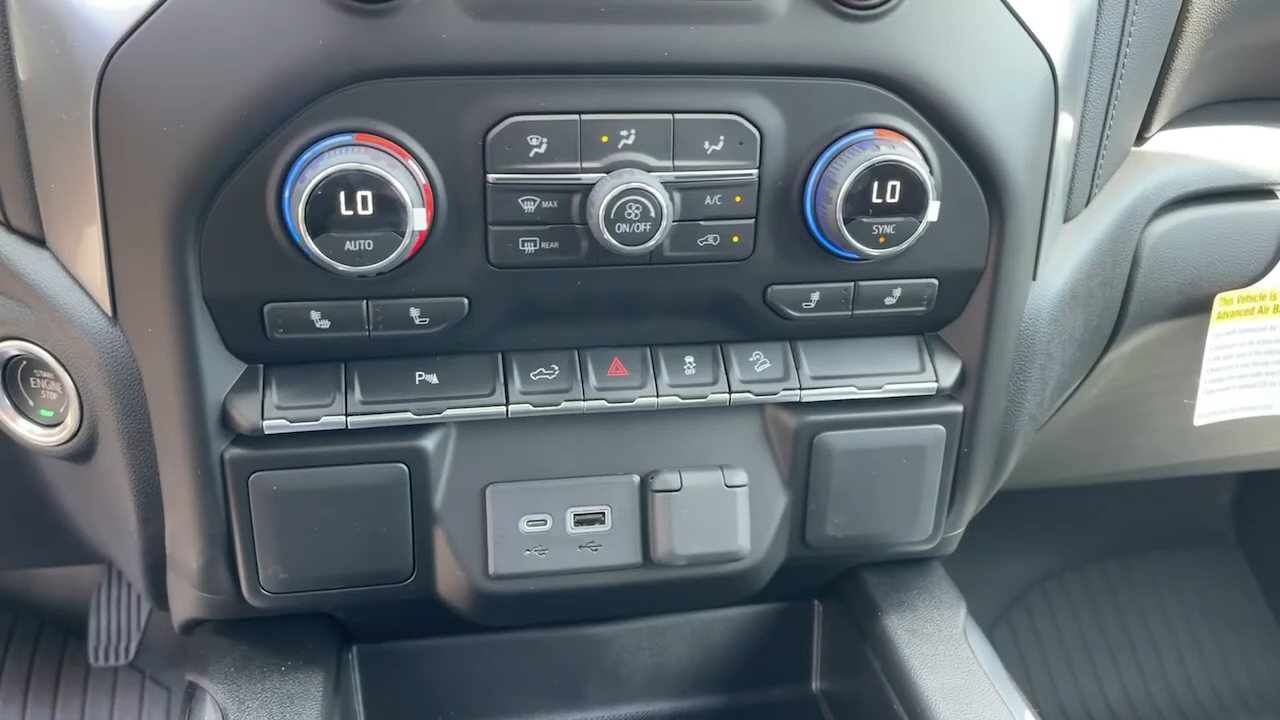 LO
AUTO
MAX
REAR
ON/OFF
A/C
LO
SYNC
P
OFF
START
ENGINE
STOP
This Vehicle is
Advanced Air B